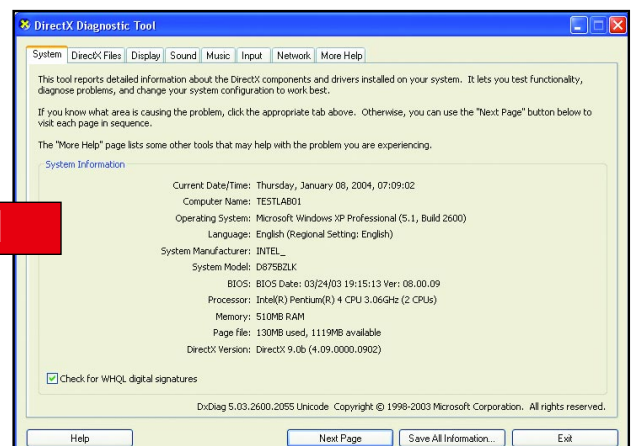 DirectX Diagnostic Tool
System DirectX Files Display Sound Music Input Network More Help
This tool reports detailed information about the DirectX components and drivers installed on your system. It lets you test functionality,
diagnose problems, and change your system configuration to work best.
If you know what area is causing the problem, click the appropriate tab above. Otherwise, you can use the "Next Page" button below to
visit each page in sequence.
The "More Help" page lists some other tools that may help with the problem you are experiencing.
System Information
Current Date/Time: Thursday, January 08, 2004, 07:09:02
Computer Name: TESTLAB01
Operating System: Microsoft Windows XP Professional (5.1, Build 2600)
Language: English (Regional Setting: English)
System Manufacturer: INTEL_
System Model: D875BZLK
BIOS: BIOS Date: 03/24/03 19:15:13 Ver: 08.00.09
Processor: Intel(R) Pentium(R) 4 CPU 3.06GHz (2 CPUs)
Memory: 510MB RAM
Page file: 130MB used, 1119MB available
DirectX Version: DirectX 9.0b (4.09.0000.0902)
Check for WHQL digital signatures
DxDiag 5.03.2600.2055 Unicode Copyright © 1998-2003 Microsoft Corporation. All rights reserved.
Help Next Page Save All Information... Exit